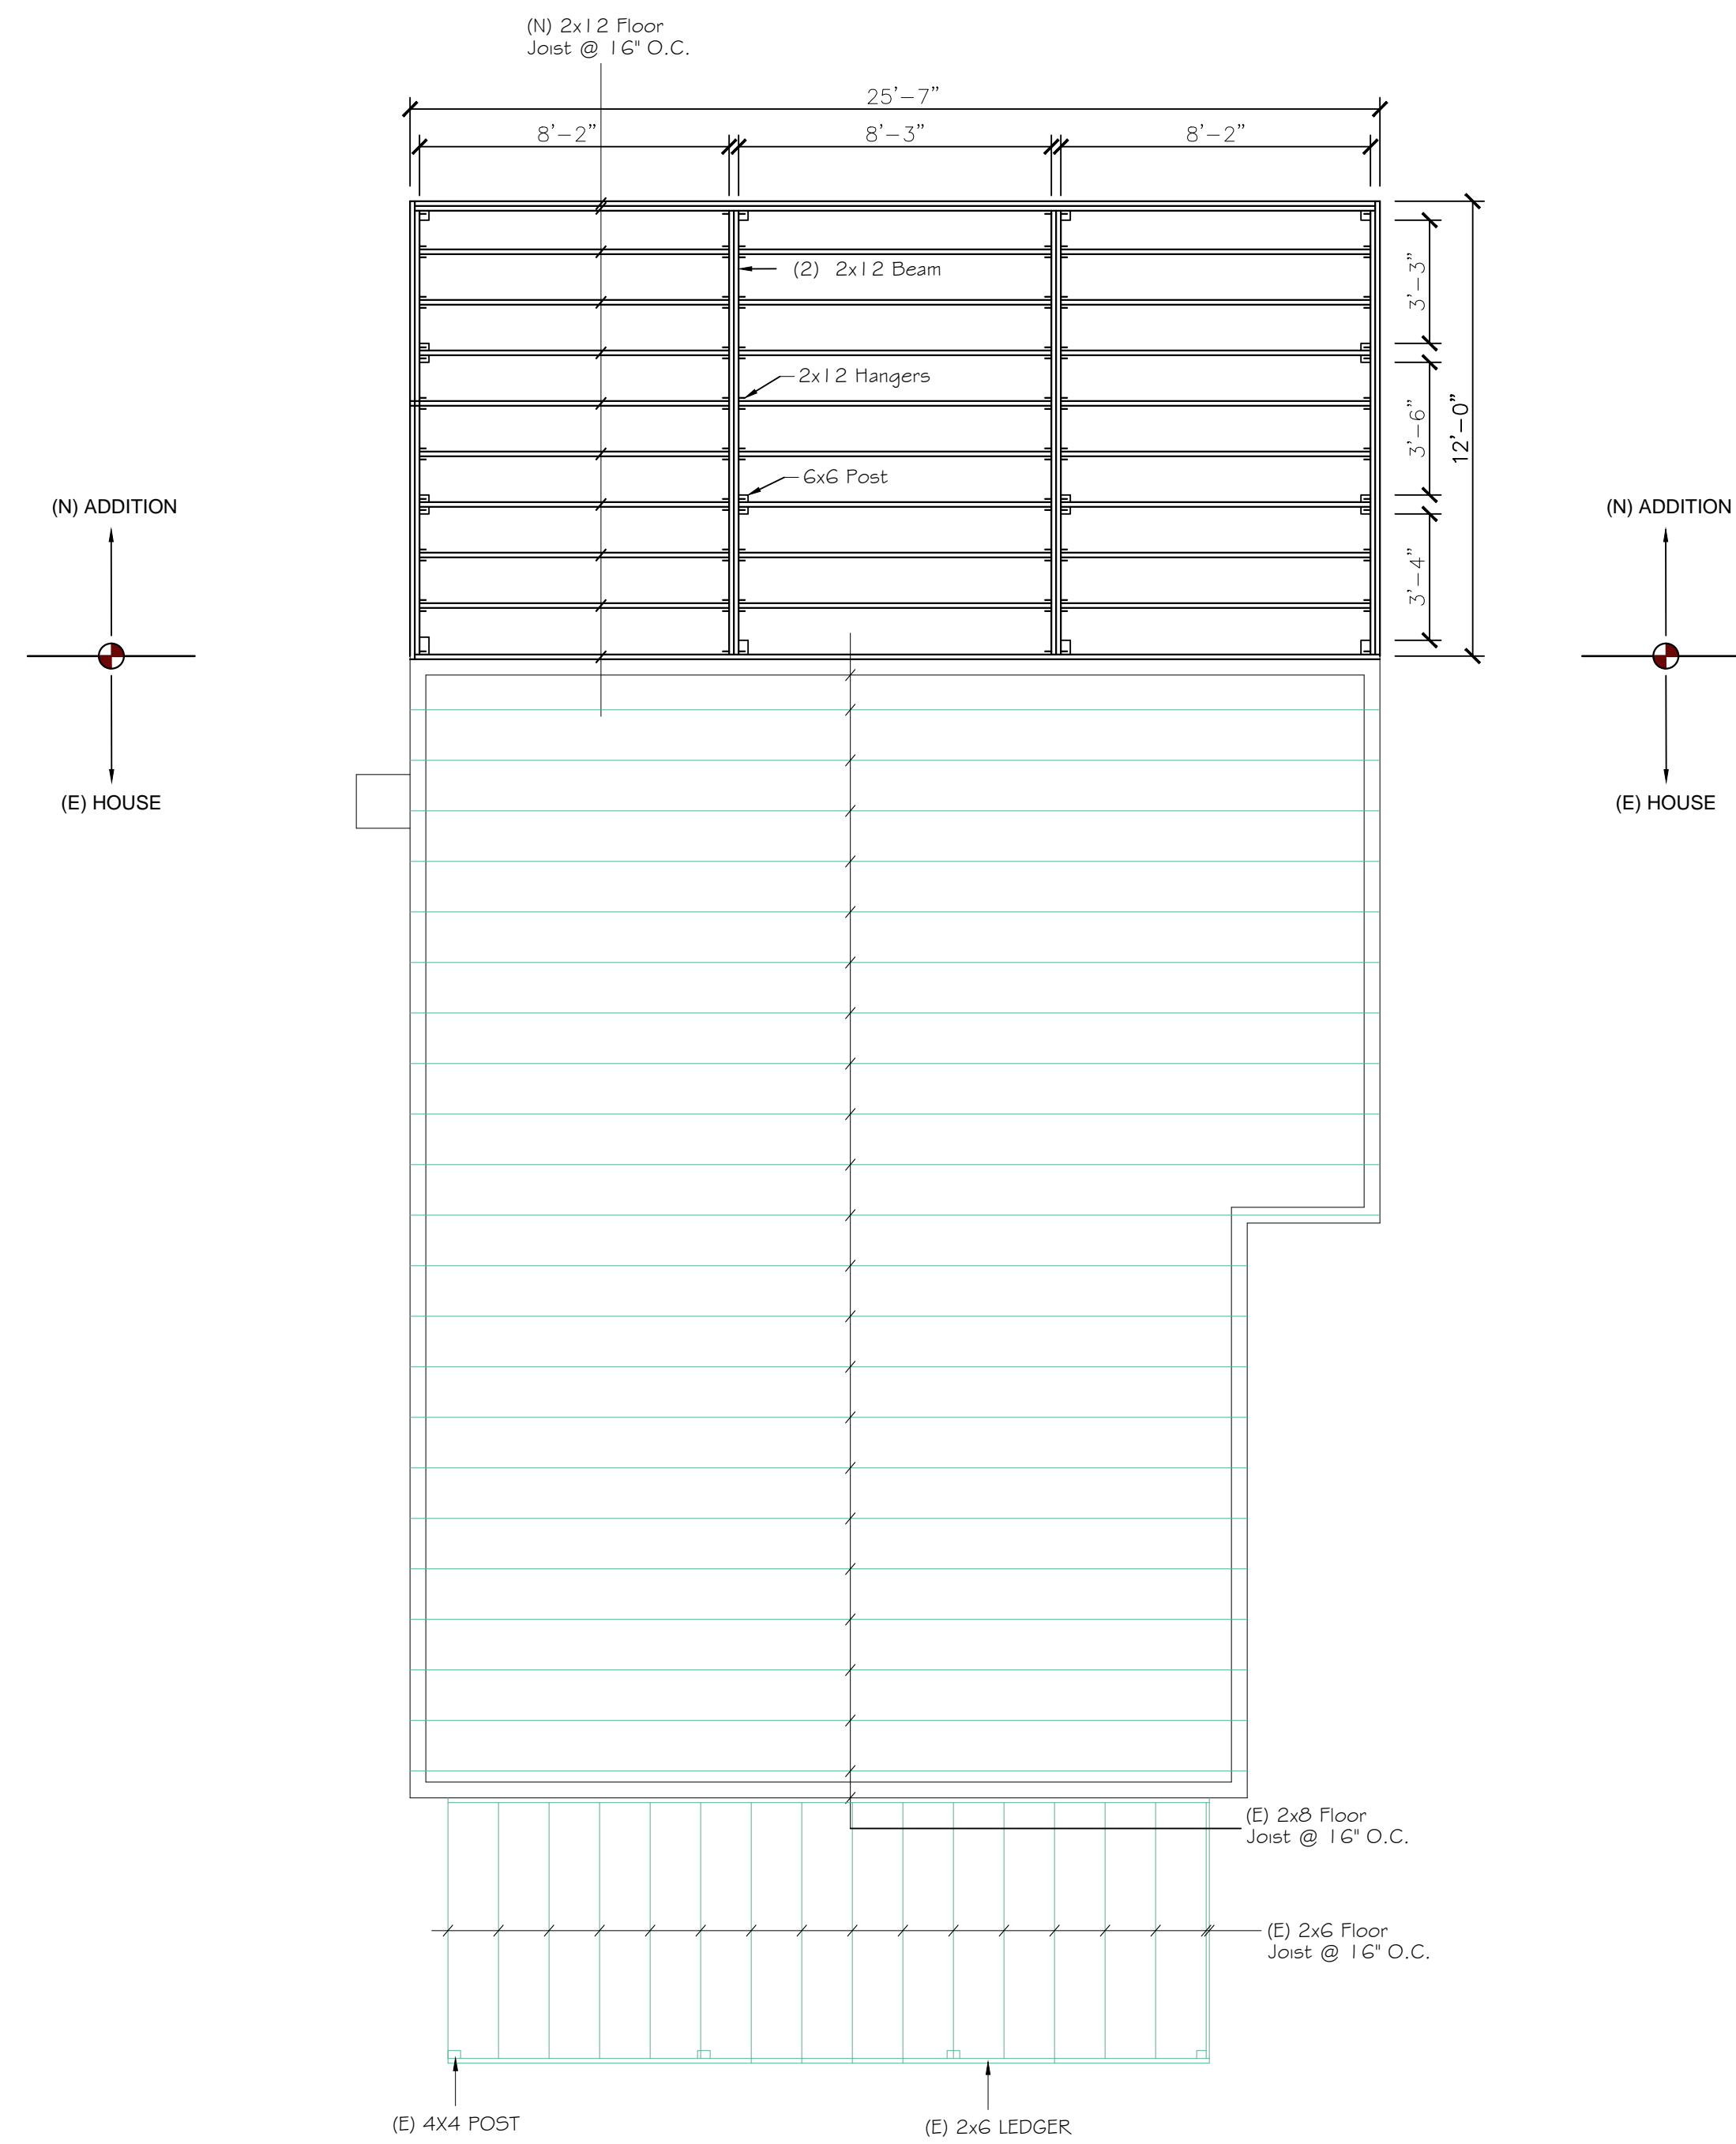 (N) 2x12 Floor
Joist @ 16" O.C.
25'-7"
8'-2"
8'-3"
8'-2"
(2) 2x12 Beam
3'-3"
2x12 Hangers
3'-6"
12'-0"
6x6 Post
3'-4"
(N) ADDITION
(N) ADDITION
(E) HOUSE
(E) HOUSE
(E) 2x8 Floor
Joist @ 16" O.C.
(E) 2x6 Floor
Joist @ 16" O.C.
(E) 4X4 POST
(E) 2x6 LEDGER